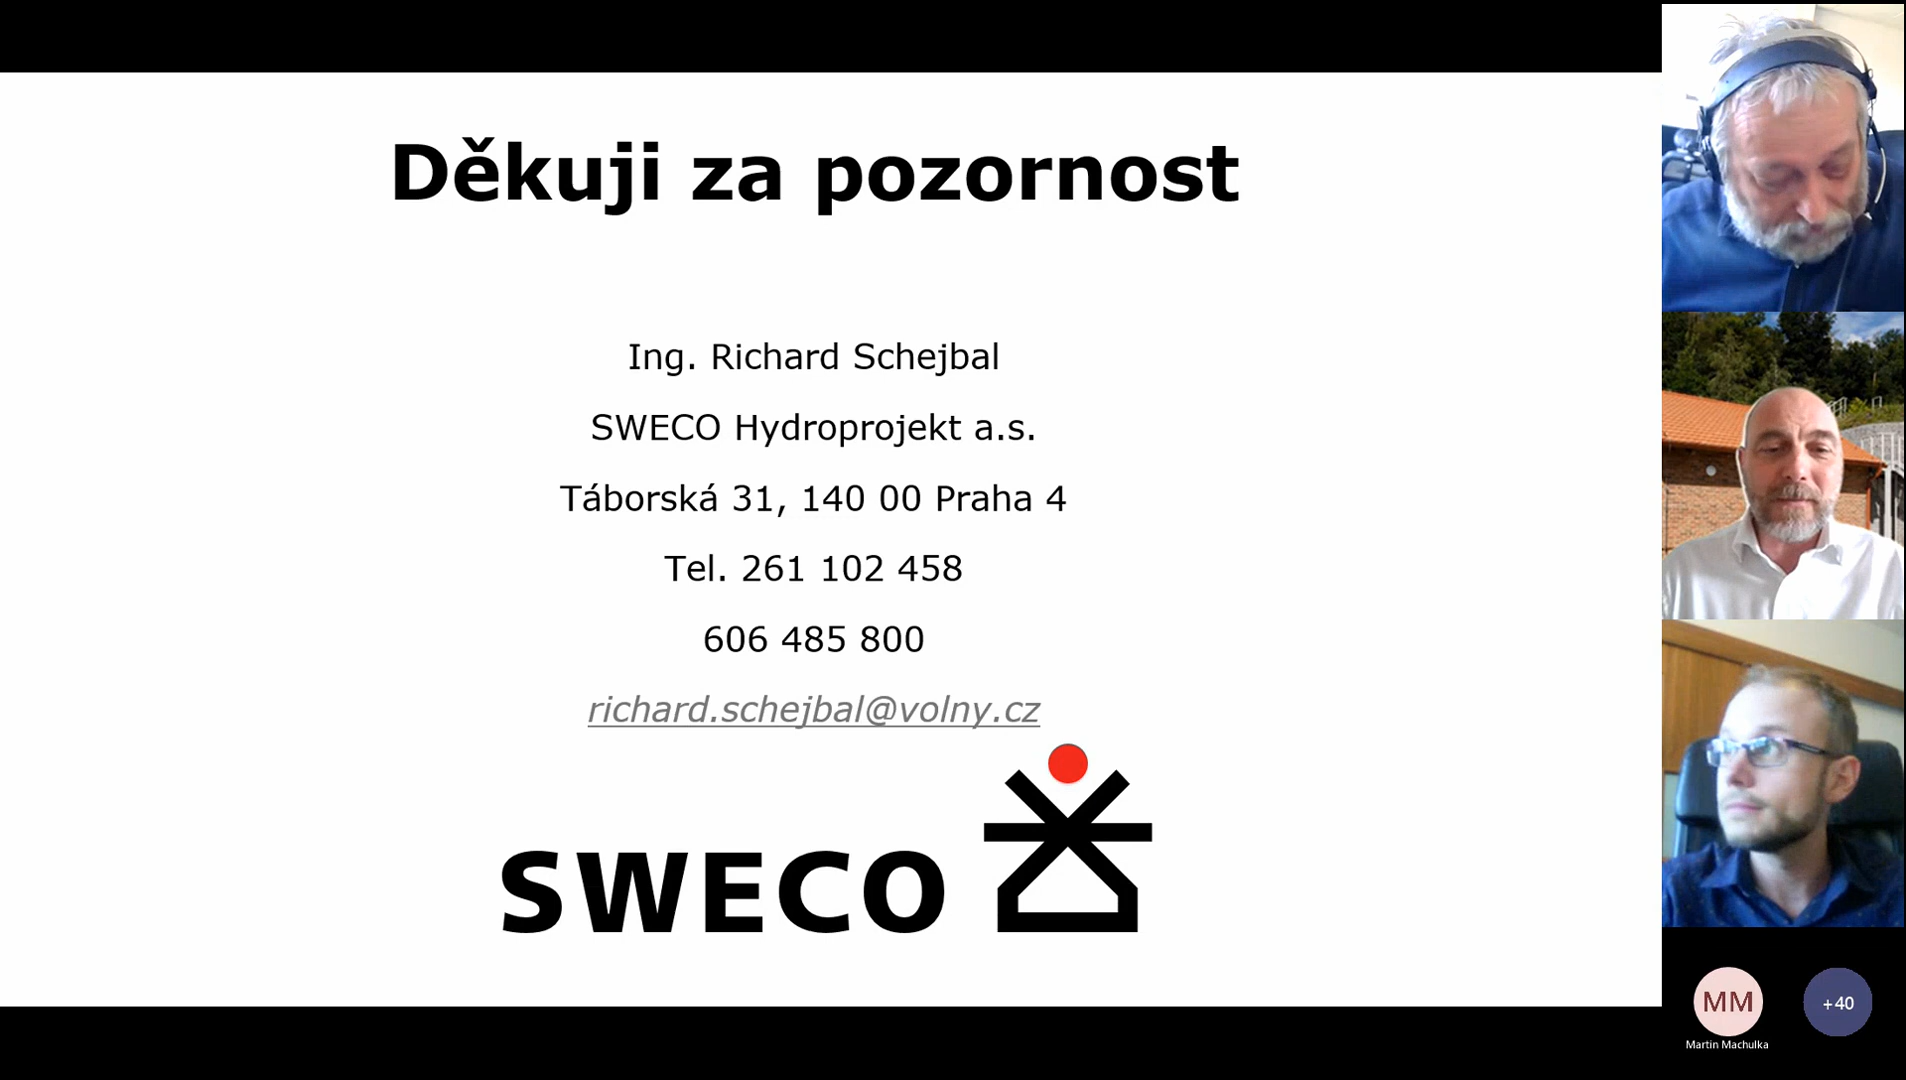 Děkuji za pozornost
Ing. Richard Schejbal
SWECO Hydroprojekt a.s.
Táborská 31, 140 00 Praha 4
Tel. 261 102 458
606 485 800
richard.schejbal@volny.cz
SWECO
MM
+40
Martin Machulka